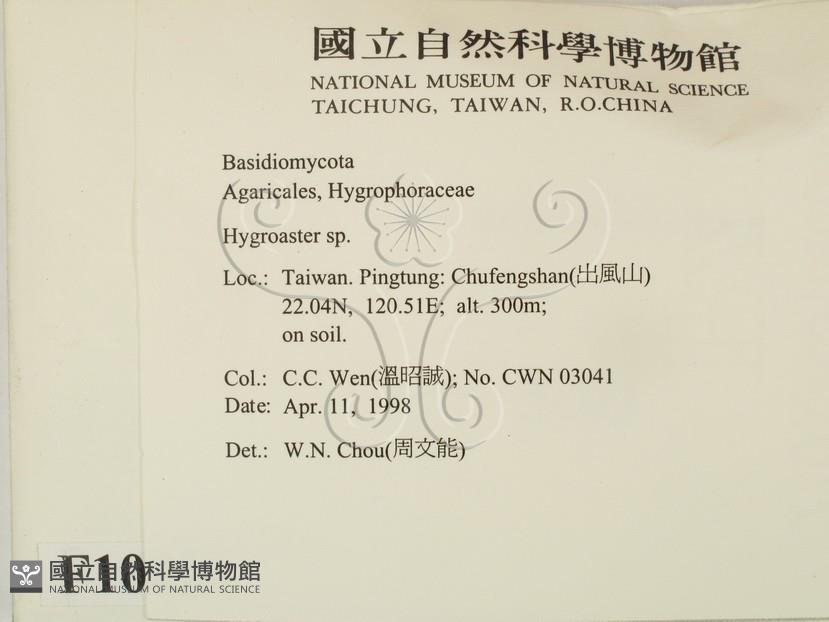 國立自然科學博物館
NATIONAL MUSEUM OF NATURAL SCIENCE
TAICHUNG, TAIWAN, R.O.CHINA
Basidiomycota
Agaricales, Hygrophoraceae
Hygroaster sp.
Loc.: Taiwan. Pingtung: Chufengshan(出風山)
22.04N, 120.51E; alt. 300m;
on soil.
Col.: C.C. Wen(溫昭誠); No. CWN 03041
Date: Apr. 11, 1998
Det.: W.N. Chou(周文能)
F10
國立自然科學博物館
NATIONAL MUSEUM OF NATURAL SCIENCE